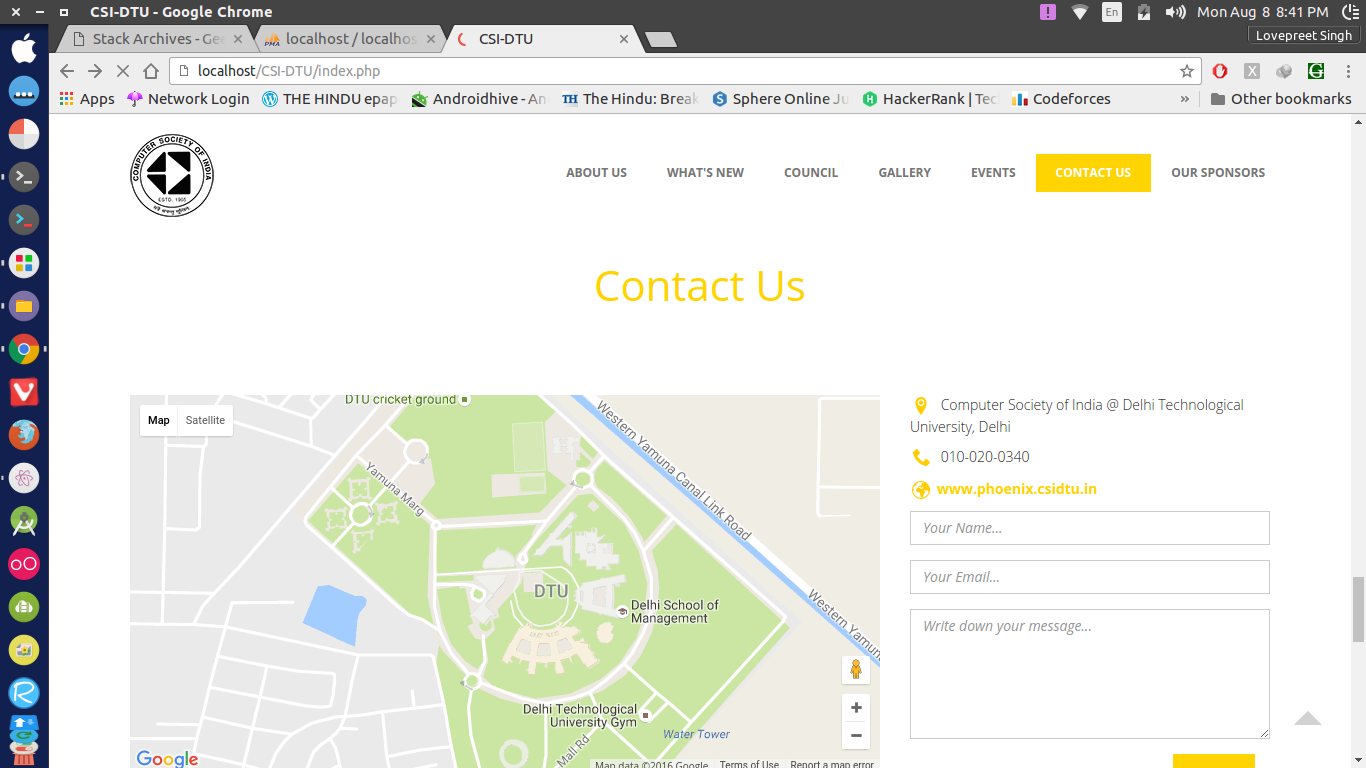 CSI-DTU - Google Chrome
En
Mon Aug 8 8:41 PM
Lovepreet Singh
Stack Archives - Gee
localhost / localhos
CSI-DTU
localhost/CSI-DTU/index.php
Apps
Network Login
THE HINDU epap
Androidhive - An
The Hindu: Break
Sphere Online Ju
HackerRank | Tec
Codeforces
»
Other bookmarks
COMPUTER SOCIETY OF INDIA
ESTD. 1965
ABOUT US
WHAT'S NEW
COUNCIL
GALLERY
EVENTS
CONTACT US
OUR SPONSORS
Contact Us
Map
Satellite
DTU cricket ground
Western Yamuna Canal Link Road
Yamuna Marg
DTU
Delhi School of
Management
Western Yamuna
Delhi Technological
University Gym
Water Tower
Mall Rd
Google
Map data ©2016 Google
Terms of Use
Report a map error
Computer Society of India @ Delhi Technological
University, Delhi
010-020-0340
www.phoenix.csidtu.in
Your Name...
Your Email...
Write down your message...